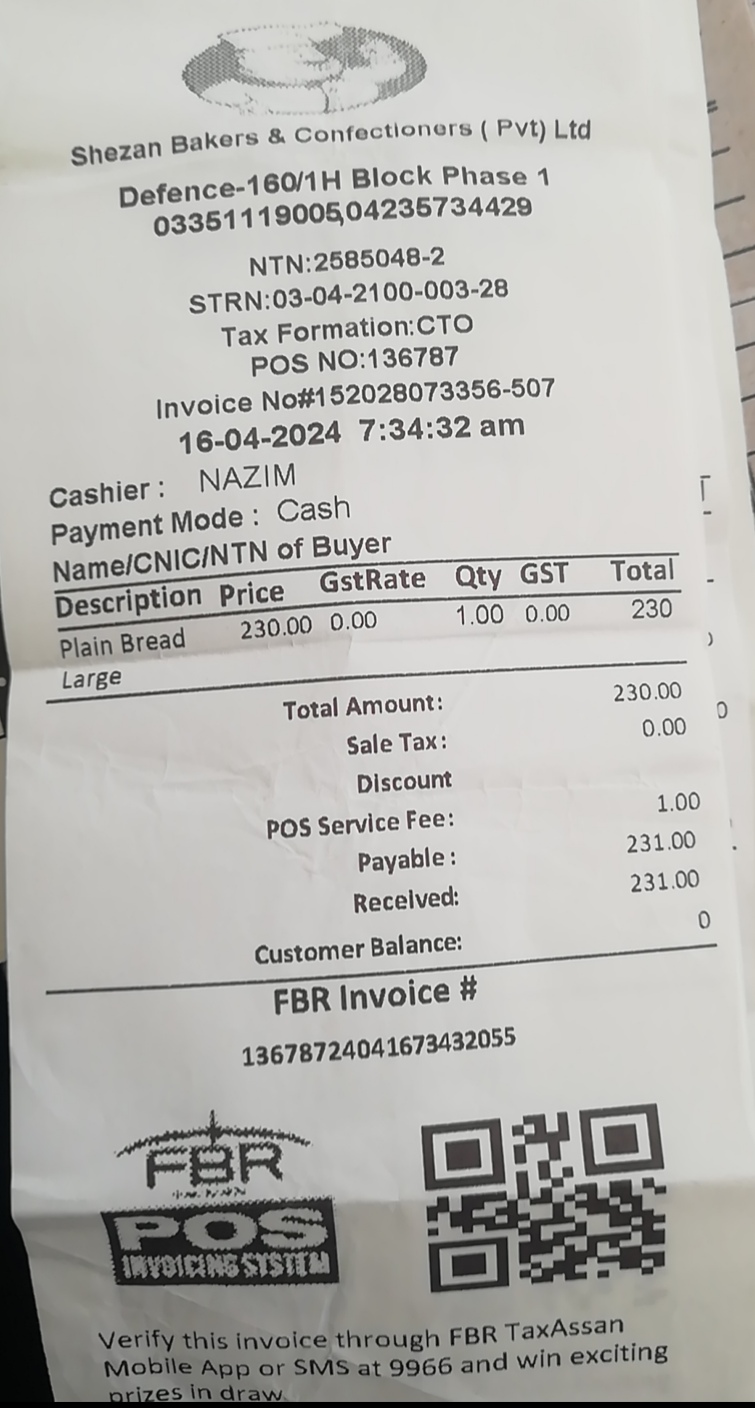 Shezan Bakers & Confectioners ( Pvt) Ltd
Defence-160/1H Block Phase 1
03351119005,04235734429
NTN:2585048-2
STRN:03-04-2100-003-28
Tax Formation:CTO
POS NO:136787
Invoice No#152028073356-507
16-04-2024 7:34:32 am
Cashier : NAZIM
Payment Mode : Cash
Name/CNIC/NTN of Buyer
Description Price GstRate Qty GST Total
Plain Bread 230.00 0.00 1.00 0.00 230
Large
Total Amount: 230.00
Sale Tax: 0.00
Discount
POS Service Fee: 1.00
Payable : 231.00
Received: 231.00
Customer Balance: 0
FBR Invoice #
13678724041673432055
FBR
POS
INVOICING SYSTEM
Verify this invoice through FBR TaxAssan
Mobile App or SMS at 9966 and win exciting
prizes in draw.